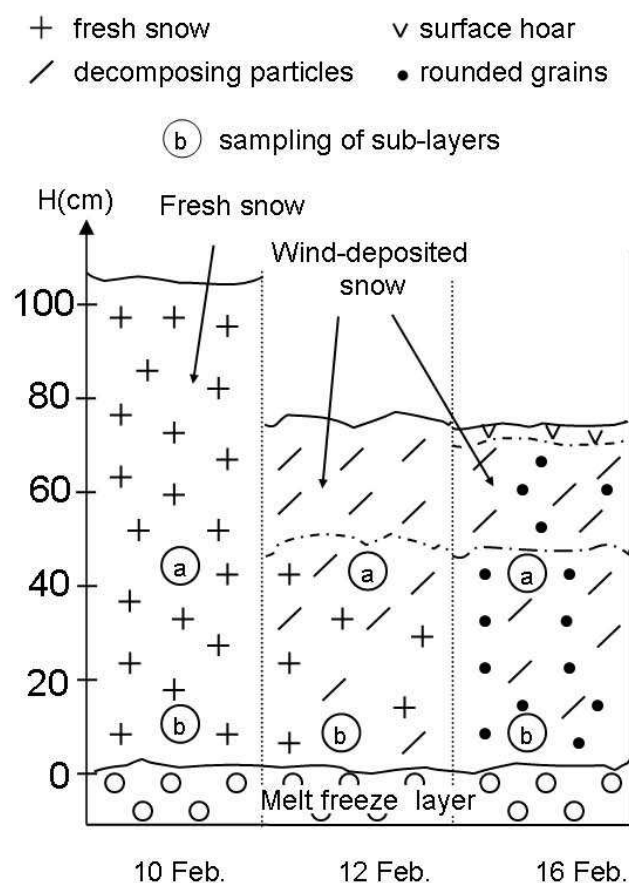 fresh snow
surface hoar
decomposing particles
rounded grains
b sampling of sub-layers
H(cm)
Fresh snow
Wind-deposited
snow
100
80
60
40
20
0
a
a
a
b
b
b
Melt freeze layer
10 Feb.
12 Feb.
16 Feb.